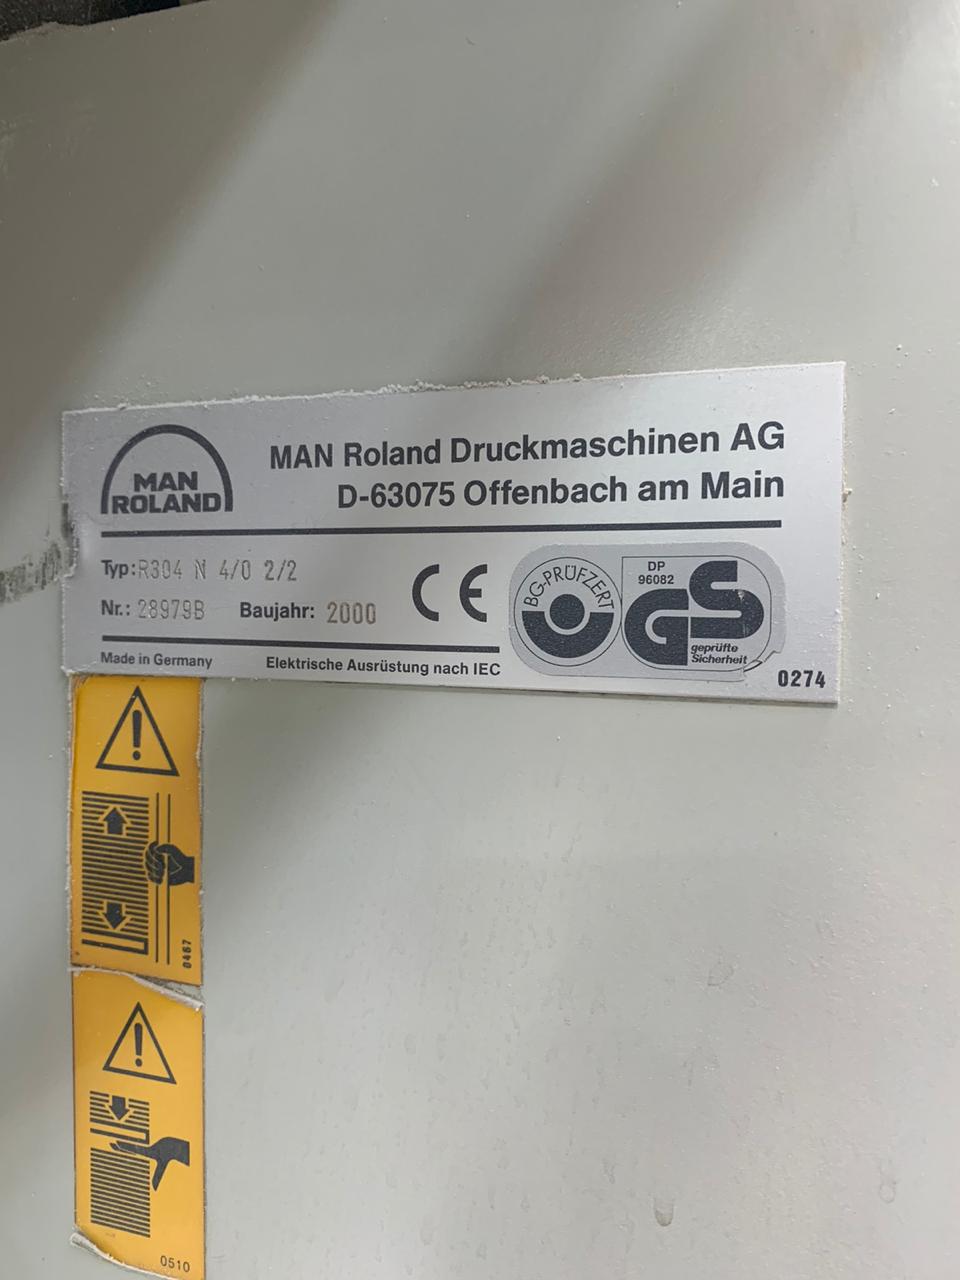 MAN
ROLAND
MAN Roland Druckmaschinen AG
D-63075 Offenbach am Main
Typ: R304 N 4/0 2/2
Nr.: 28979B Baujahr: 2000
CE
BG-PRÜFZERT
DP
96082
GS
geprüfte
Sicherheit
Made in Germany Elektrische Ausrüstung nach IEC
0274
0467
0510